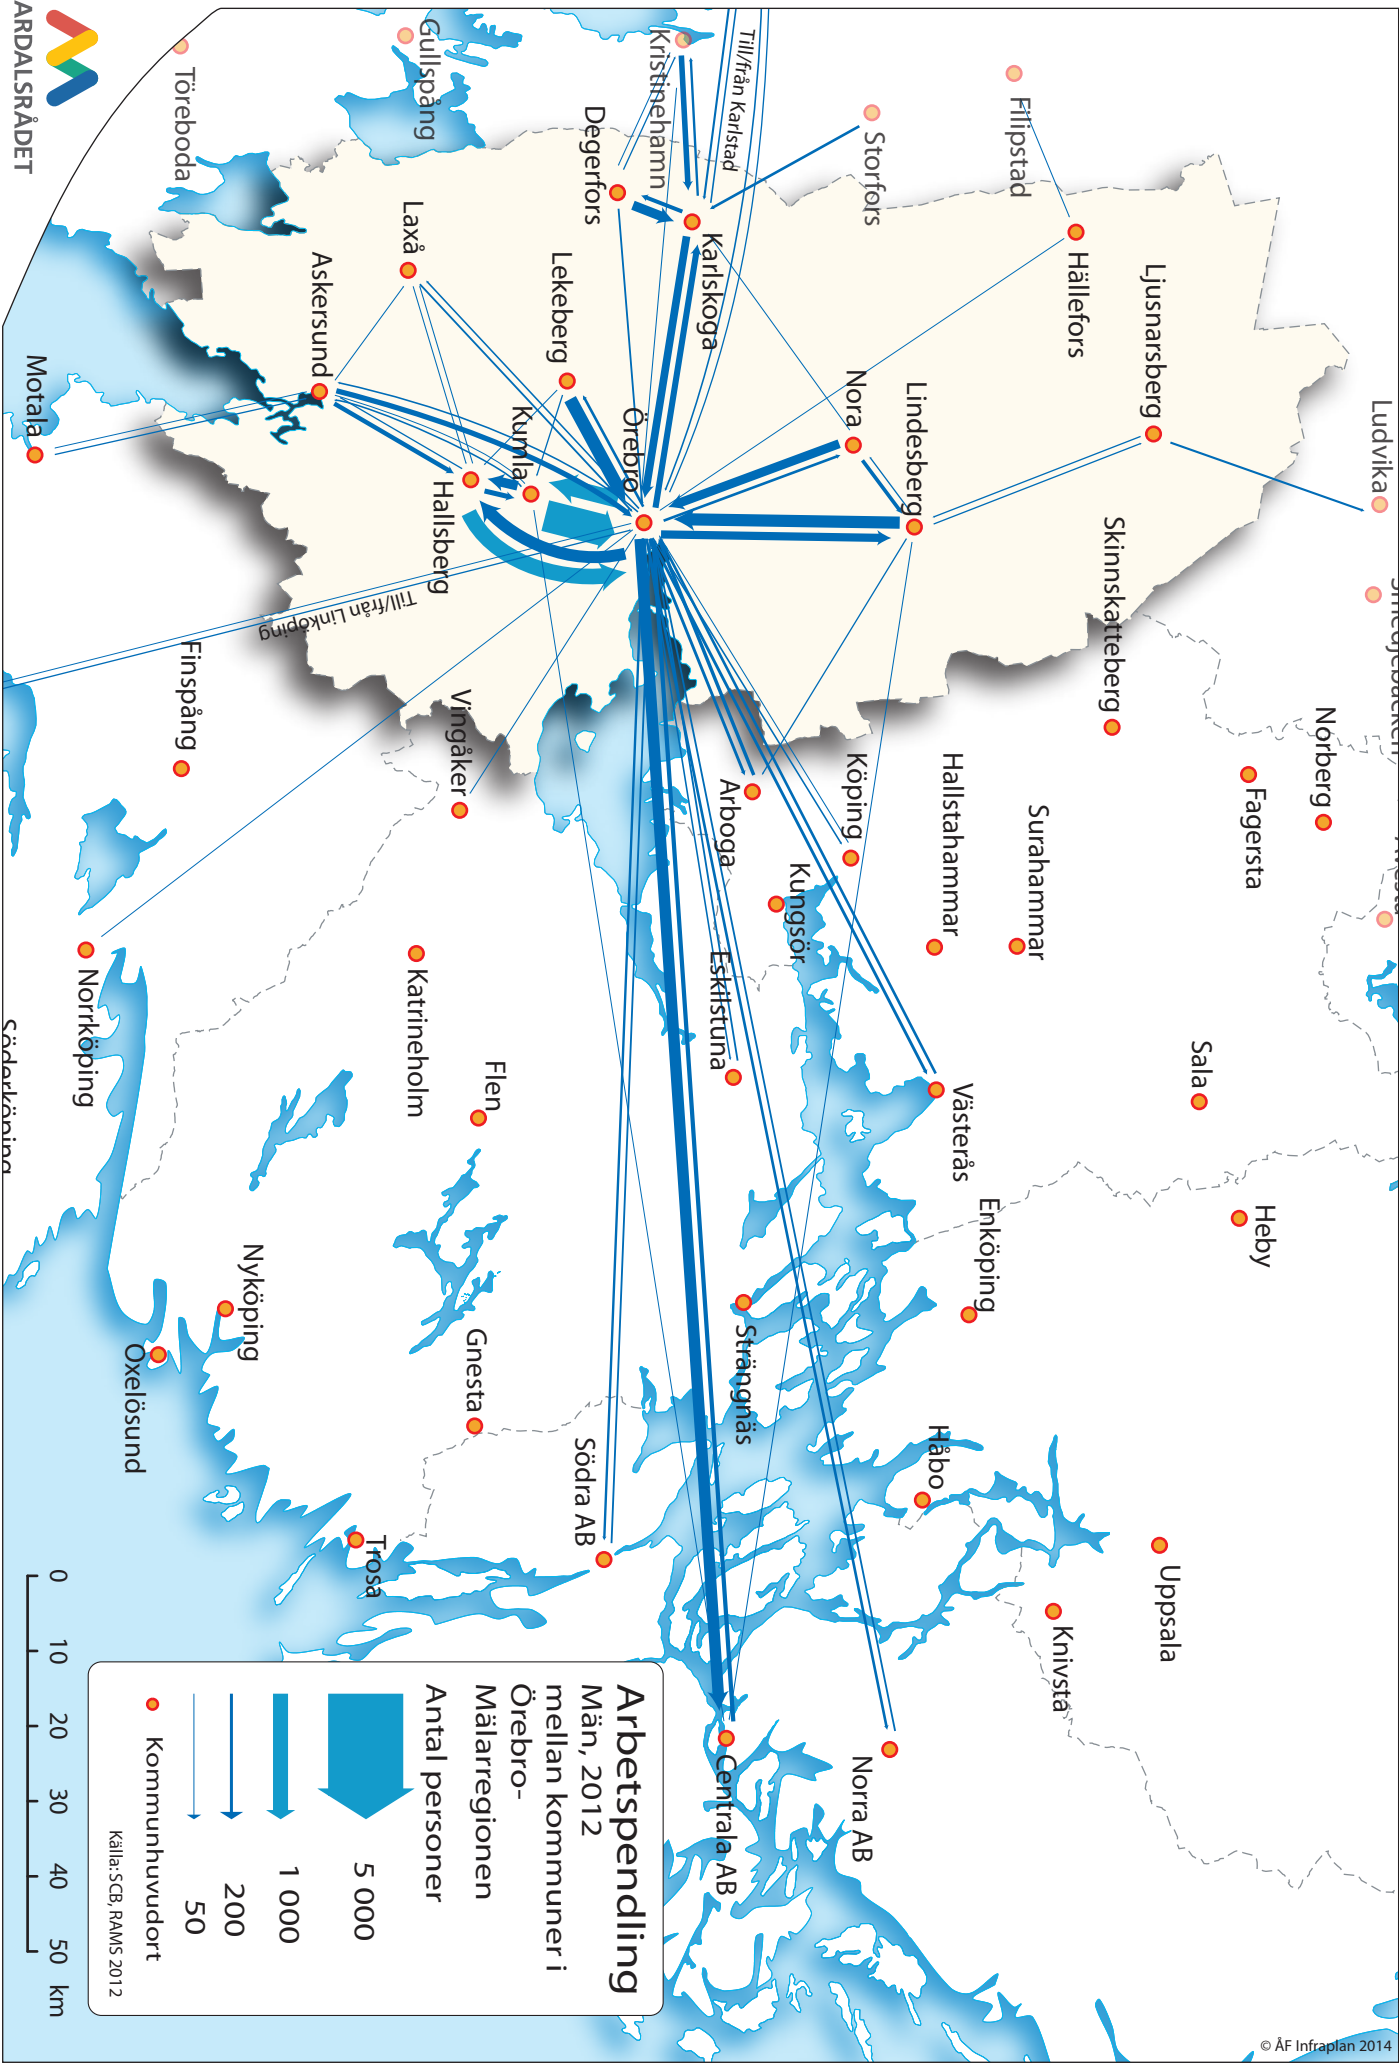 Ludvika
Norberg
Fagersta
Heby
Sala
Uppsala
Knivsta
Skinnskatteberg
Surahammar
Hallstahammar
Västerås
Enköping
Håbo
Norra AB
Centrala AB
Södra AB
Köping
Kungsör
Arboga
Eskilstuna
Strängnäs
Filipstad
Storfors
Kristinehamn
Till/från Karlstad
Gullspång
Töreboda
Hällefors
Ljusnarsberg
Nora
Lindesberg
Karlskoga
Degerfors
Lekeberg
Örebro
Kumla
Hallsberg
Laxå
Askersund
Motala
Till/från Linköping
Finspång
Vingåker
Katrineholm
Flen
Gnesta
Norrköping
Nyköping
Oxelösund
Trosa
ARDALSRÅDET
Arbetspendling
Män, 2012
mellan kommuner i
Örebro-
Mälarregionen
Antal personer
5 000
1 000
200
50
Kommunhuvudort
Källa:SCB, RAMS 2012
0 10 20 30 40 50 km
© ÅF Infraplan 2014